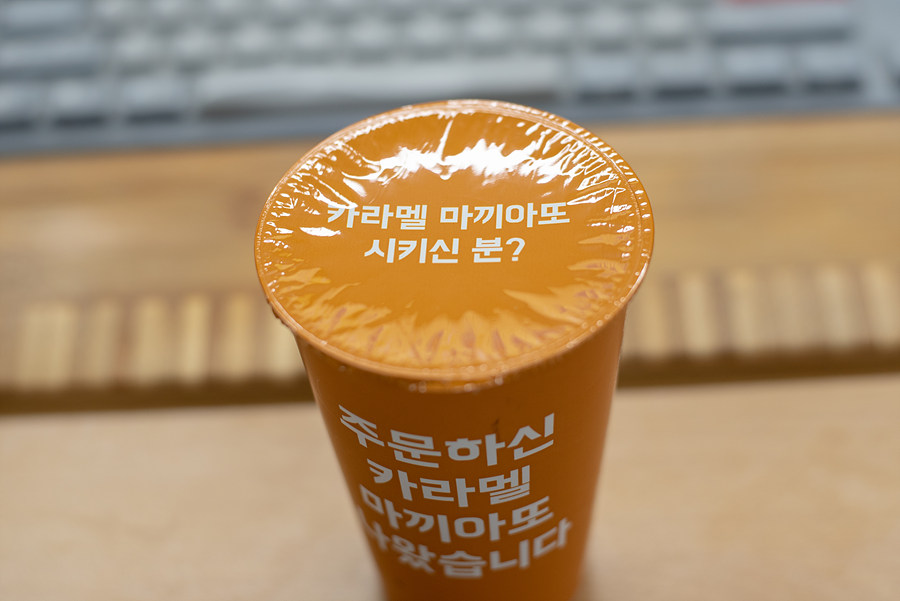 카라멜 마끼아또
시키신 분?
주문하신
카라멜
마끼아또
나왔습니다